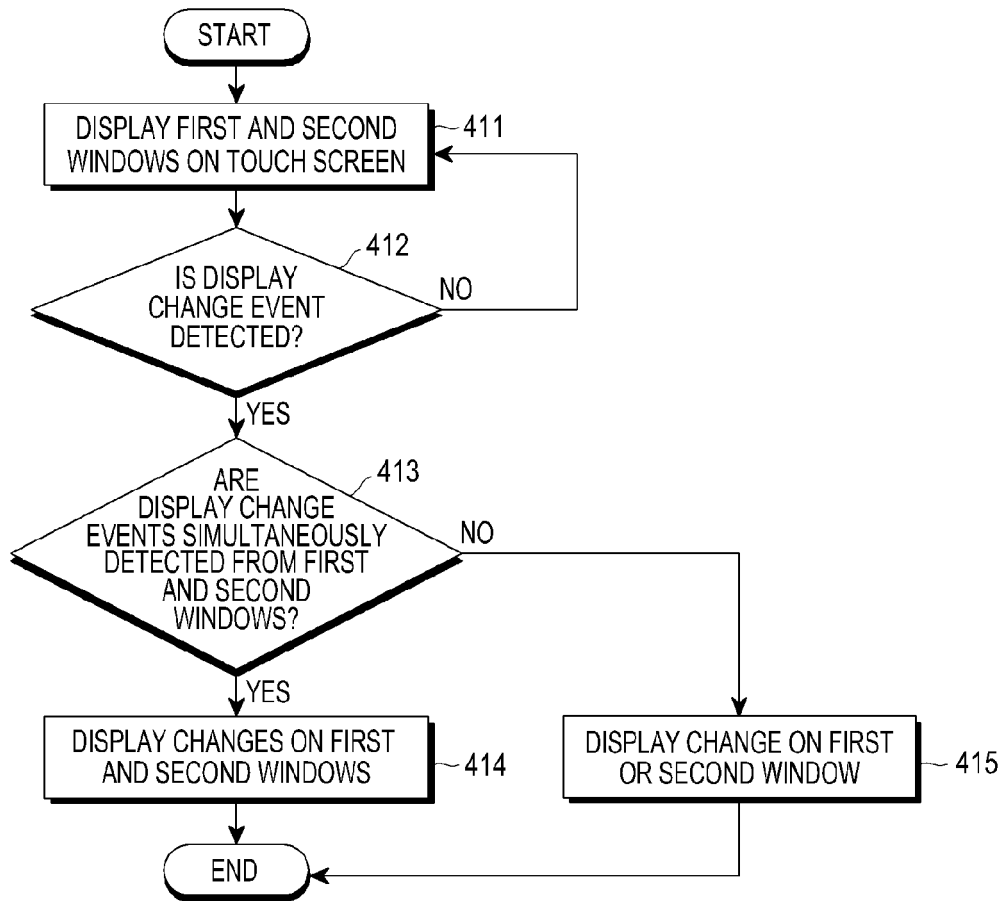 START
DISPLAY FIRST AND SECOND
WINDOWS ON TOUCH SCREEN
411
IS DISPLAY
CHANGE EVENT
DETECTED?
412
NO
YES
ARE
DISPLAY CHANGE
EVENTS SIMULTANEOUSLY
DETECTED FROM FIRST
AND SECOND
WINDOWS?
413
NO
YES
DISPLAY CHANGES ON FIRST
AND SECOND WINDOWS
414
DISPLAY CHANGE ON FIRST
OR SECOND WINDOW
415
END